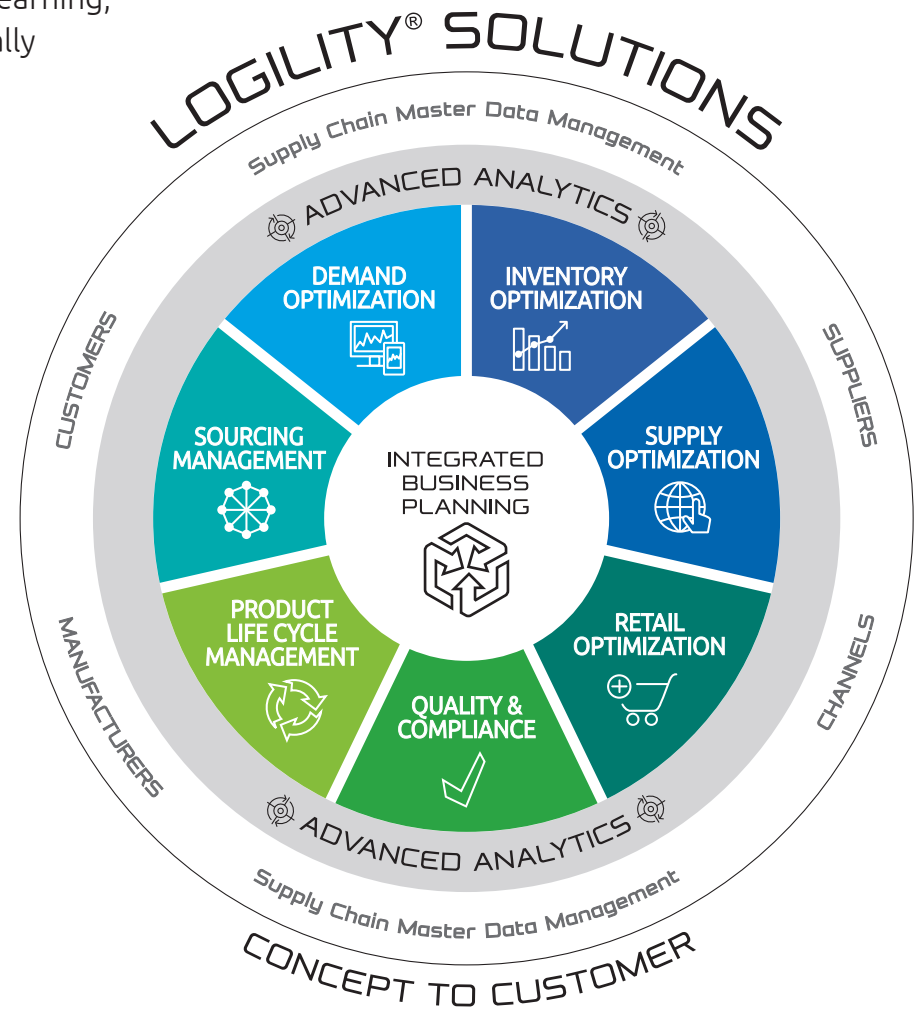 earning,
ally
LOGILITY® SOLUTIONS
Supply Chain Master Data Management
ADVANCED ANALYTICS
DEMAND
OPTIMIZATION
INVENTORY
OPTIMIZATION
CUSTOMERS
SUPPLIERS
SOURCING
MANAGEMENT
INTEGRATED
BUSINESS
PLANNING
SUPPLY
OPTIMIZATION
PRODUCT
LIFE CYCLE
MANAGEMENT
RETAIL
OPTIMIZATION
MANUFACTURERS
CHANNELS
QUALITY &
COMPLIANCE
ADVANCED ANALYTICS
Supply Chain Master Data Management
CONCEPT TO CUSTOMER